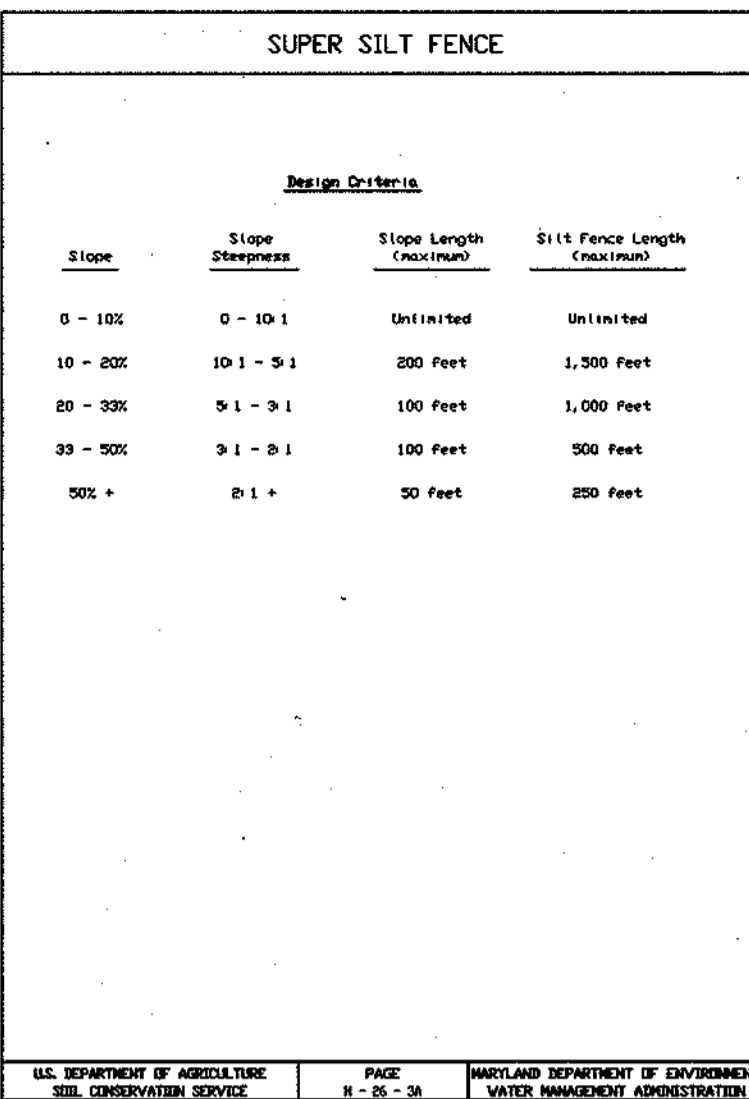 SUPER SILT FENCE
Design Criteria
Slope Slope Steepness Slope Length (maximum) Silt Fence Length (maximum)
0 - 10% 0 - 10:1 Unlimited Unlimited
10 - 20% 10:1 - 5:1 200 feet 1,500 feet
20 - 33% 5:1 - 3:1 100 feet 1,000 feet
33 - 50% 3:1 - 2:1 100 feet 500 feet
50% + 2:1 + 50 feet 250 feet
U.S. DEPARTMENT OF AGRICULTURE
SOIL CONSERVATION SERVICE
PAGE
H - 26 - 3A
MARYLAND DEPARTMENT OF ENVIRONMEN
WATER MANAGEMENT ADMINISTRATION